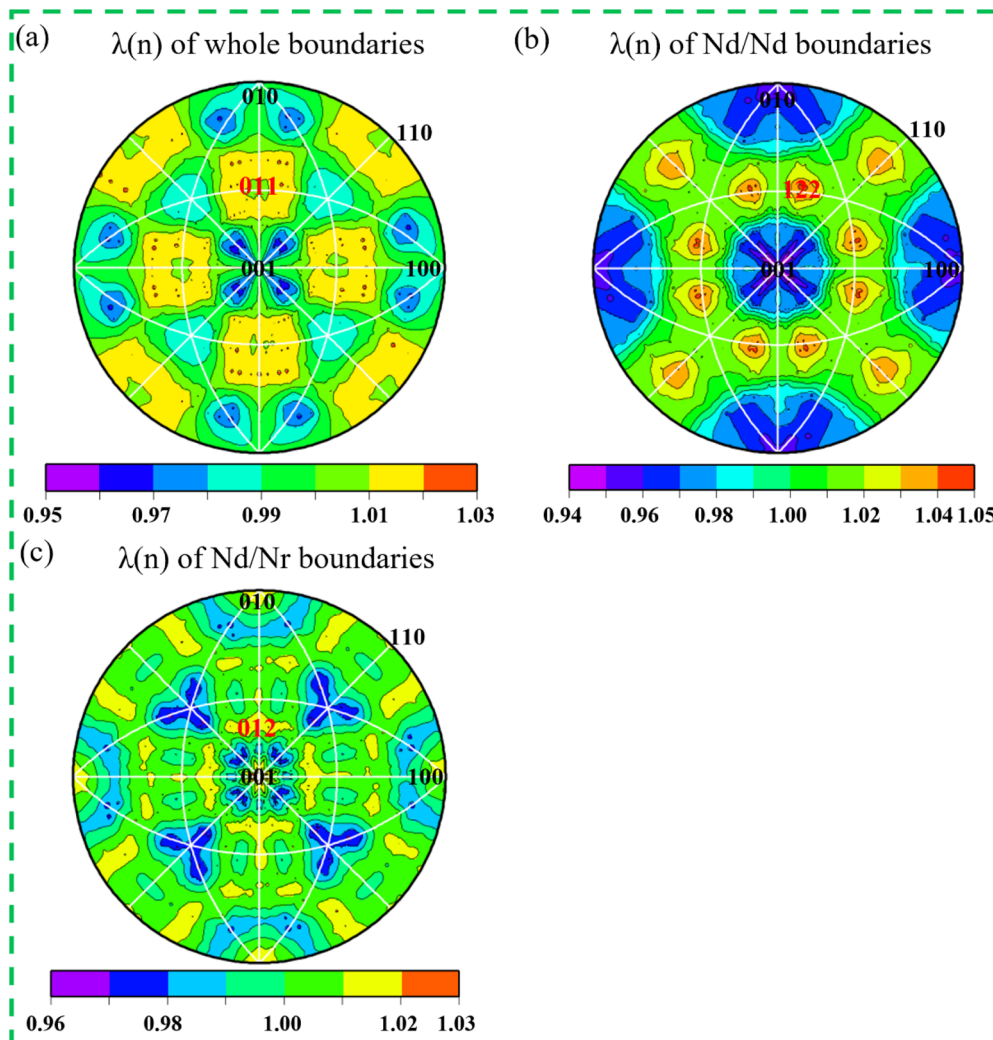 (a) λ(n) of whole boundaries
010
110
011
001
100
0.95 0.97 0.99 1.01 1.03
(b) λ(n) of Nd/Nd boundaries
010
110
122
001
100
0.94 0.96 0.98 1.00 1.02 1.04 1.05
(c) λ(n) of Nd/Nr boundaries
010
110
012
001
100
0.96 0.98 1.00 1.02 1.03